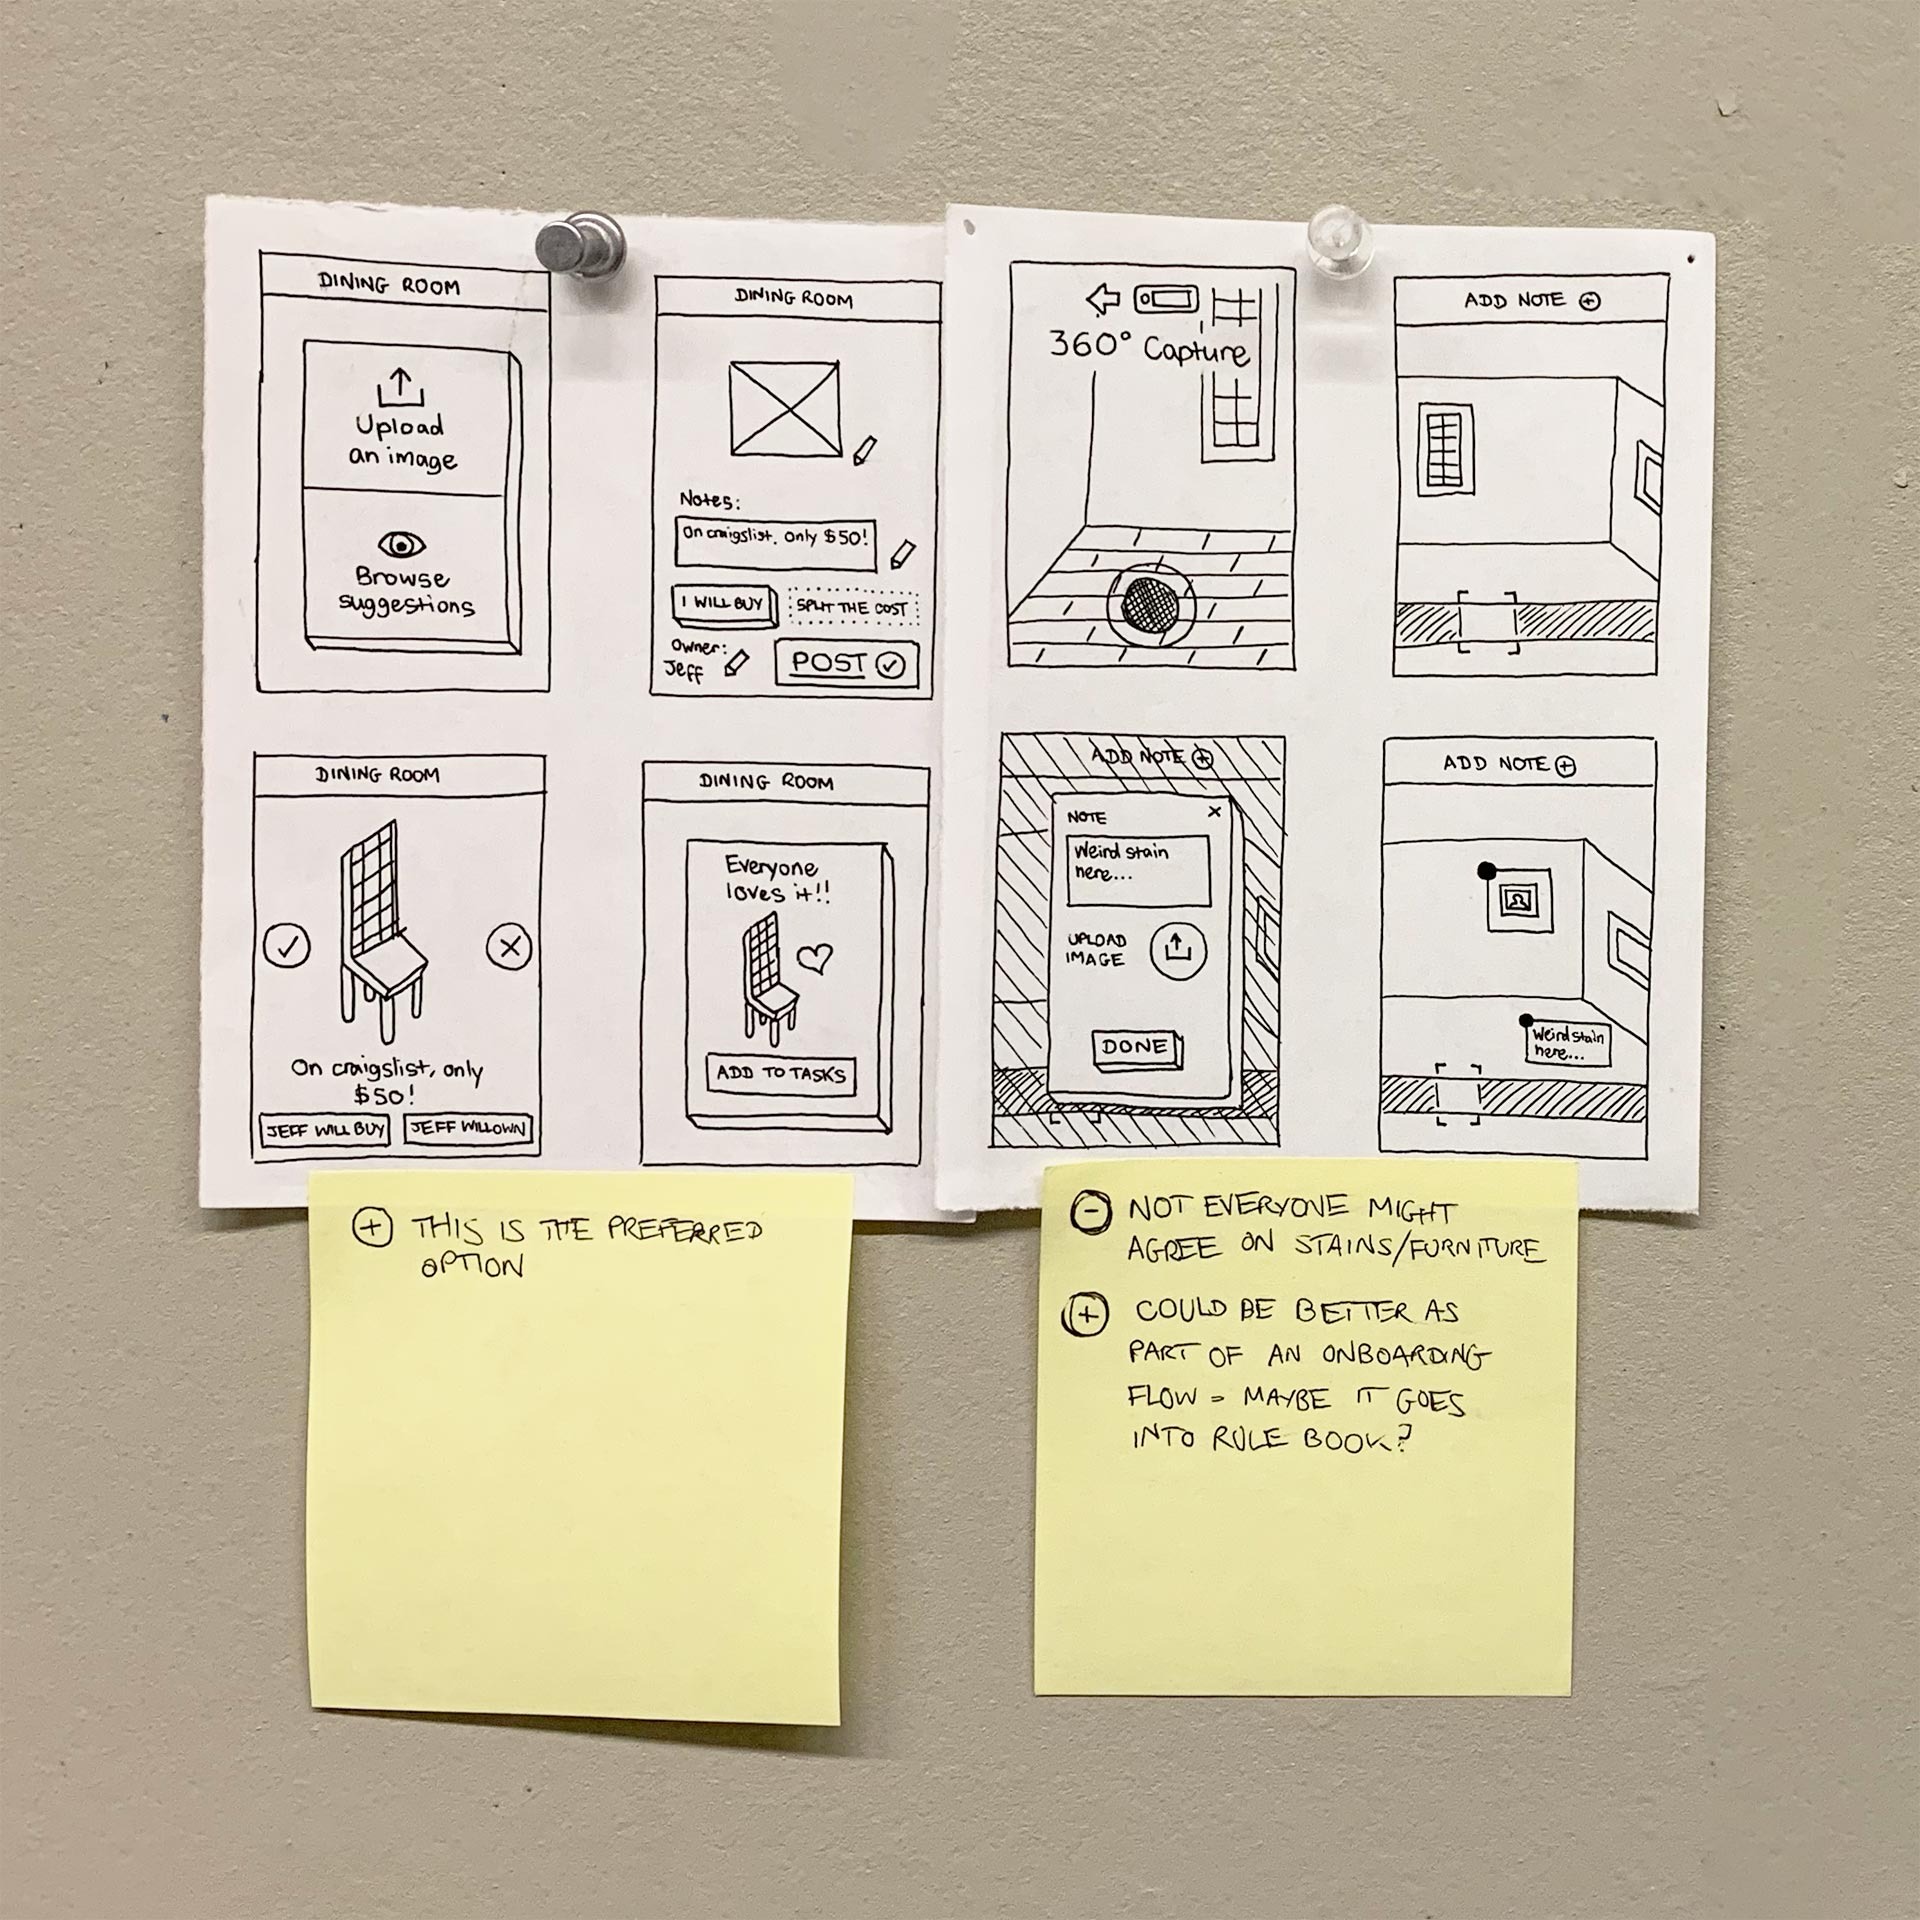 DINING ROOM
Upload
an image
Browse
suggestions
DINING ROOM
Notes:
On craigslist, only $50!
I WILL BUY
SPLIT THE COST
Owner:
Jeff
POST
DINING ROOM
On craigslist, only
$50!
JEFF WILL BUY
JEFF WILL OWN
DINING ROOM
Everyone
loves it!!
ADD TO TASKS
360° Capture
ADD NOTE
ADD NOTE
NOTE
X
Weird stain
here...
UPLOAD
IMAGE
DONE
ADD NOTE
Weird stain
here...
+ THIS IS THE PREFERRED
OPTION
- NOT EVERYONE MIGHT
AGREE ON STAINS/FURNITURE
+ COULD BE BETTER AS
PART OF AN ONBOARDING
FLOW - MAYBE IT GOES
INTO RULE BOOK?